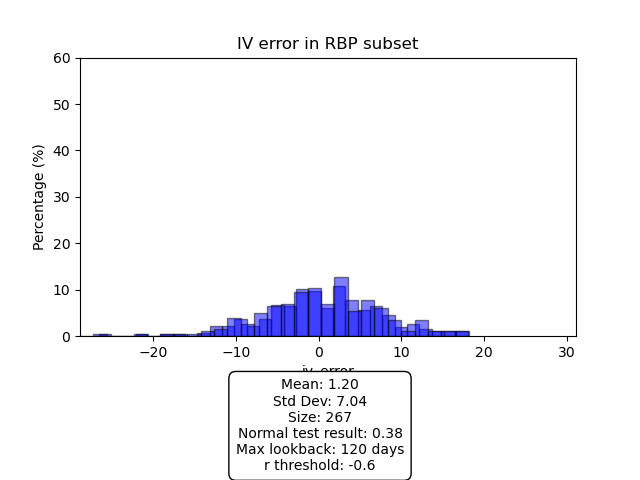 IV error in RBP subset
60
50
40
30
20
10
0
Percentage (%)
−20 −10 0 10 20 30
iv_error
Mean: 1.20
Std Dev: 7.04
Size: 267
Normal test result: 0.38
Max lookback: 120 days
r threshold: -0.6